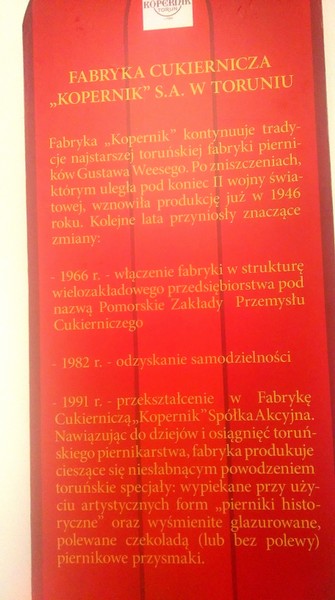 KOPERNIK
TORUŃ
FABRYKA CUKIERNICZA
„KOPERNIK” S.A. W TORUNIU
Fabryka „Kopernik” kontynuuje trady-
cje najstarszej toruńskiej fabryki pierni-
ków Gustawa Weesego. Po zniszczeniach,
którym uległa pod koniec II wojny świa-
towej, wznowiła produkcję już w 1946
roku. Kolejne lata przyniosły znaczące
zmiany:
- 1966 r. - włączenie fabryki w strukturę
wielozakładowego przedsiębiorstwa pod
nazwą Pomorskie Zakłady Przemysłu
Cukierniczego
- 1982 r. - odzyskanie samodzielności
- 1991 r. - przekształcenie w Fabrykę
Cukierniczą „Kopernik” Spółka Akcyjna.
Nawiązując do dziejów i osiągnięć toruń-
skiego piernikarstwa, fabryka produkuje
cieszące się niesłabnącym powodzeniem
toruńskie specjały: wypiekane przy uży-
ciu artystycznych form „pierniki histo-
ryczne” oraz wyśmienite glazurowane,
polewane czekoladą (lub bez polewy)
piernikowe przysmaki.